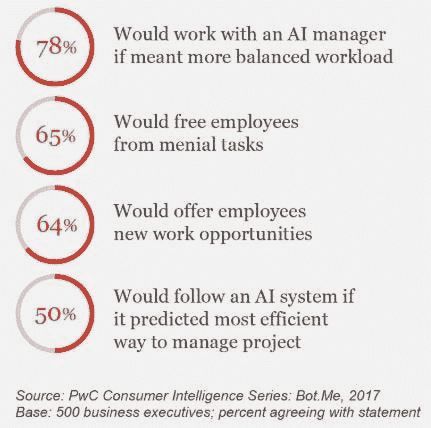 78%
Would work with an AI manager
if meant more balanced workload
65%
Would free employees
from menial tasks
64%
Would offer employees
new work opportunities
50%
Would follow an AI system if
it predicted most efficient
way to manage project
Source: PwC Consumer Intelligence Series: Bot.Me, 2017
Base: 500 business executives; percent agreeing with statement